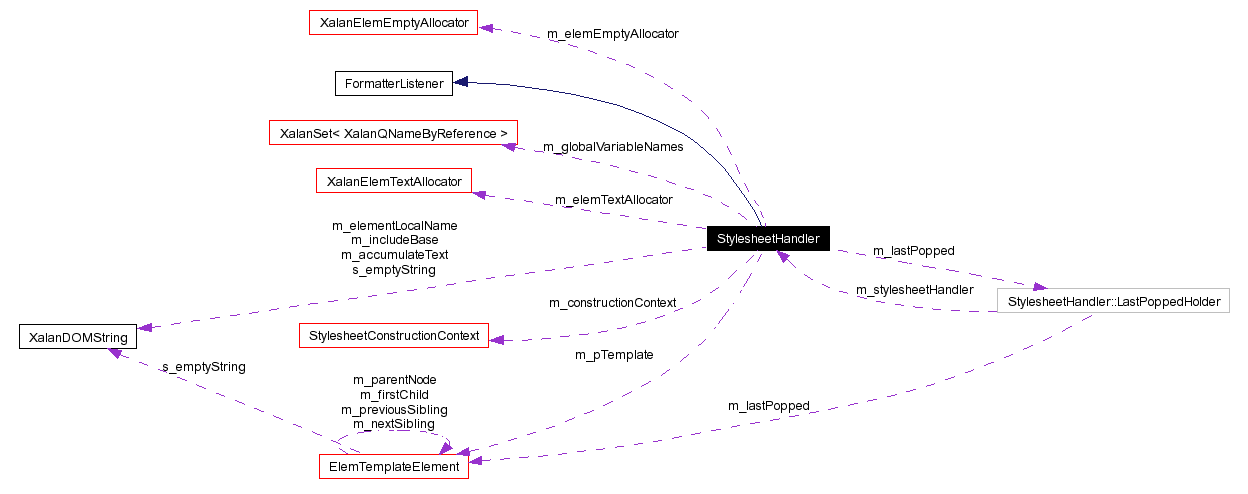 XalanElemEmptyAllocator
m_elemEmptyAllocator
FormatterListener
XalanSet< XalanQNameByReference >
m_globalVariableNames
XalanElemTextAllocator
m_elemTextAllocator
m_elementLocalName
m_includeBase
m_accumulateText
s_emptyString
StylesheetHandler
m_lastPopped
m_stylesheetHandler
StylesheetHandler::LastPoppedHolder
m_constructionContext
XalanDOMString
StylesheetConstructionContext
m_pTemplate
s_emptyString
m_parentNode
m_firstChild
m_previousSibling
m_nextSibling
m_lastPopped
ElemTemplateElement